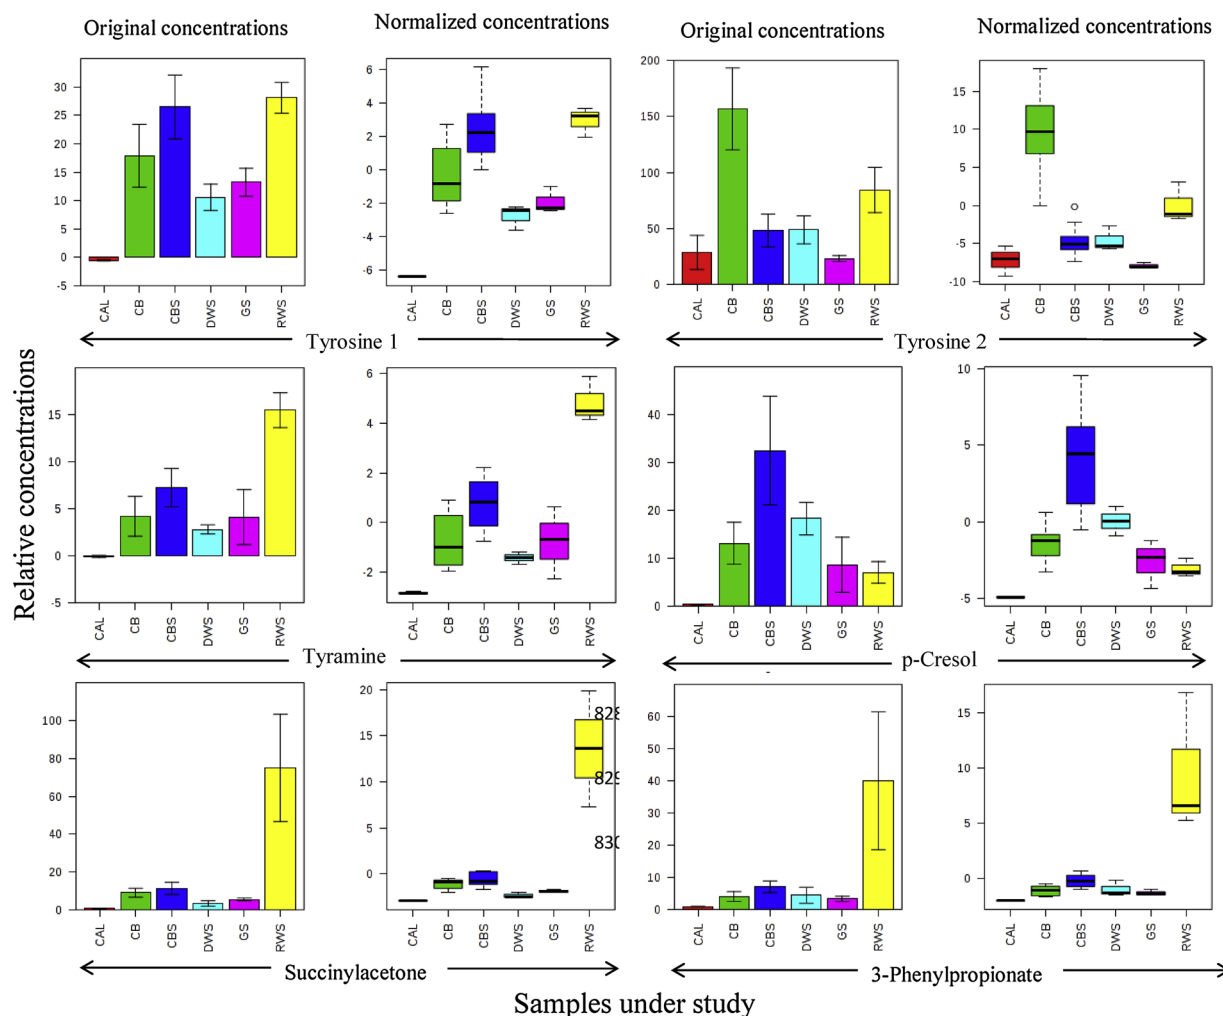 Original concentrations
Normalized concentrations
Original concentrations
Normalized concentrations
Relative concentrations
30
25
20
15
10
5
0
-5
CAL
CB
CBS
DWS
GS
RWS
6
4
2
0
-2
-4
-6
CAL
CB
CBS
DWS
GS
RWS
Tyrosine 1
200
150
100
50
0
CAL
CB
CBS
DWS
GS
RWS
15
10
5
0
-5
-10
CAL
CB
CBS
DWS
GS
RWS
Tyrosine 2
15
10
5
0
-5
CAL
CB
CBS
DWS
GS
RWS
6
4
2
0
-2
CAL
CB
CBS
DWS
GS
RWS
Tyramine
40
30
20
10
0
CAL
CB
CBS
DWS
GS
RWS
10
5
0
-5
CAL
CB
CBS
DWS
GS
RWS
p-Cresol
100
80
60
40
20
0
CAL
CB
CBS
DWS
GS
RWS
20
15
10
5
0
828
829
830
CAL
CB
CBS
DWS
GS
RWS
Succinylacetone
60
50
40
30
20
10
0
CAL
CB
CBS
DWS
GS
RWS
15
10
5
0
CAL
CB
CBS
DWS
GS
RWS
3-Phenylpropionate
Samples under study